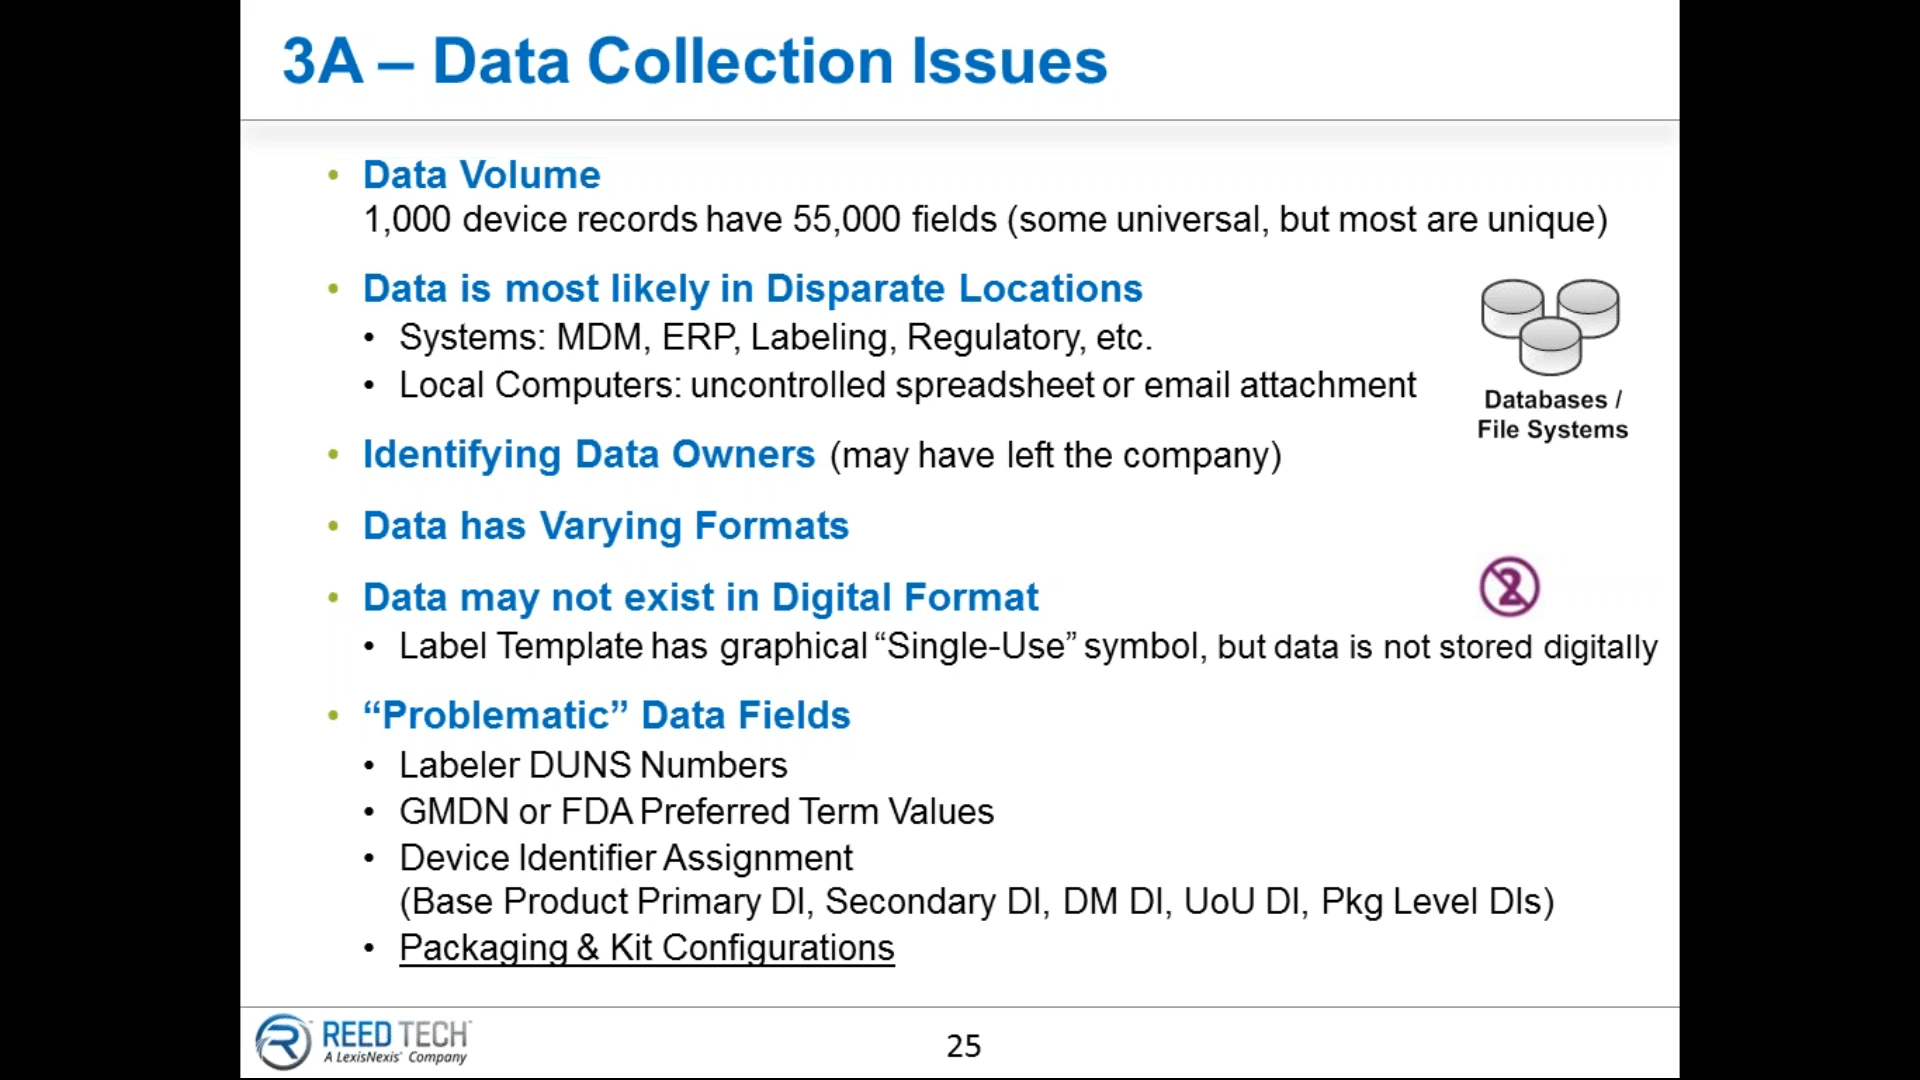 3A – Data Collection Issues
• Data Volume
1,000 device records have 55,000 fields (some universal, but most are unique)
• Data is most likely in Disparate Locations
• Systems: MDM, ERP, Labeling, Regulatory, etc.
• Local Computers: uncontrolled spreadsheet or email attachment
Databases /
File Systems
• Identifying Data Owners (may have left the company)
• Data has Varying Formats
• Data may not exist in Digital Format
2
• Label Template has graphical “Single-Use” symbol, but data is not stored digitally
• “Problematic” Data Fields
• Labeler DUNS Numbers
• GMDN or FDA Preferred Term Values
• Device Identifier Assignment
(Base Product Primary DI, Secondary DI, DM DI, UoU DI, Pkg Level DIs)
• Packaging & Kit Configurations
REED TECH™
A LexisNexis® Company
25